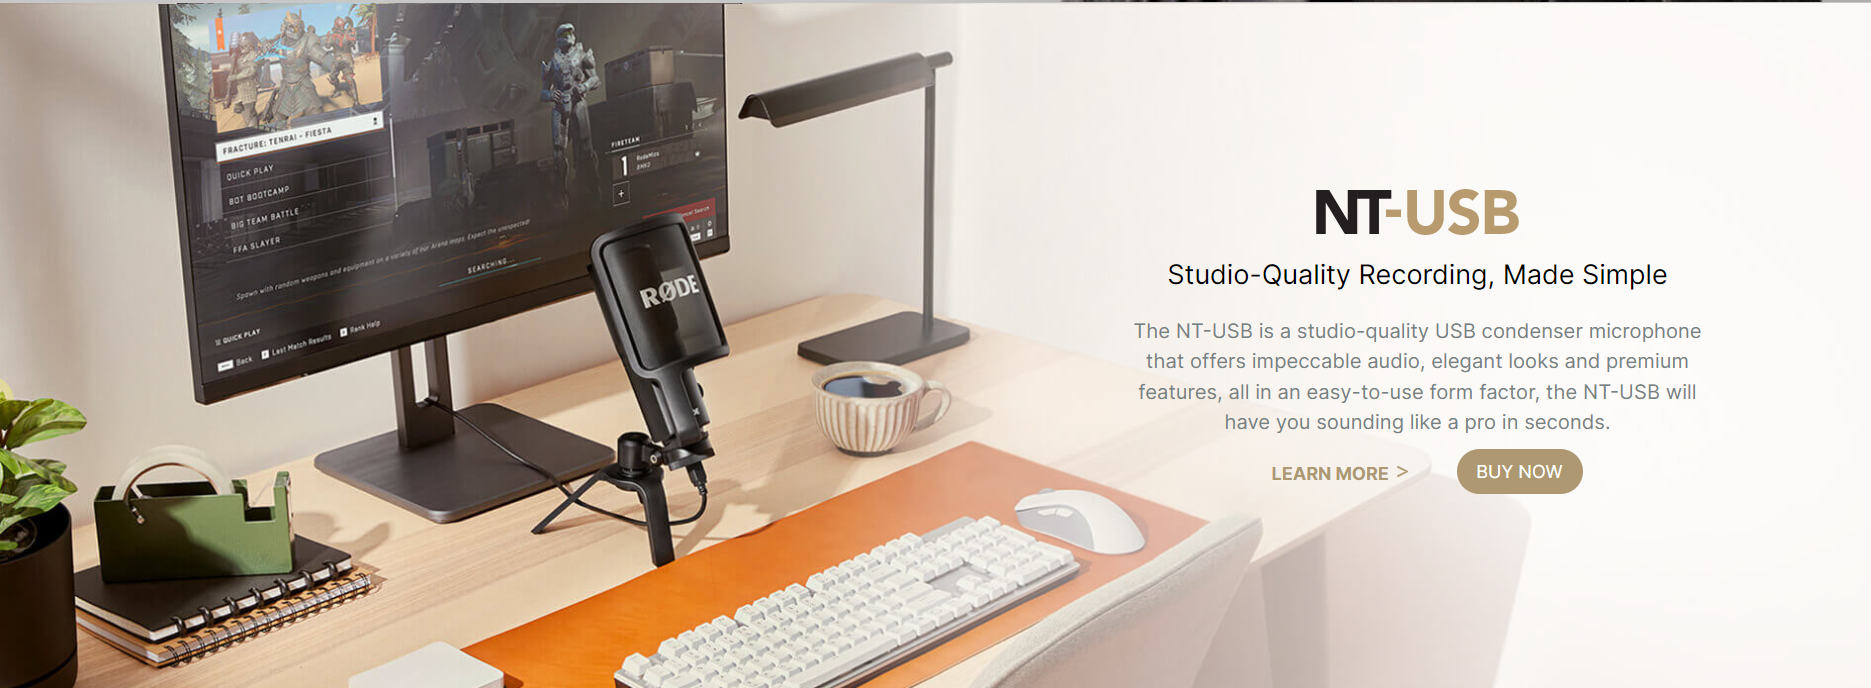 FRACTURE: TENRAI - FIESTA
QUICK PLAY
BOT BOOTCAMP
BIG TEAM BATTLE
FFA SLAYER
Spawn with random weapons and equipment on a variety of our Arena maps. Expect the unexpected!
SEARCHING...
QUICK PLAY
Back
Last Match Results
Rank Help
FIRETEAM
1
RodeMics
+
Cancel Search
RØDE
NT-USB
Studio-Quality Recording, Made Simple
The NT-USB is a studio-quality USB condenser microphone
that offers impeccable audio, elegant looks and premium
features, all in an easy-to-use form factor, the NT-USB will
have you sounding like a pro in seconds.
LEARN MORE >
BUY NOW